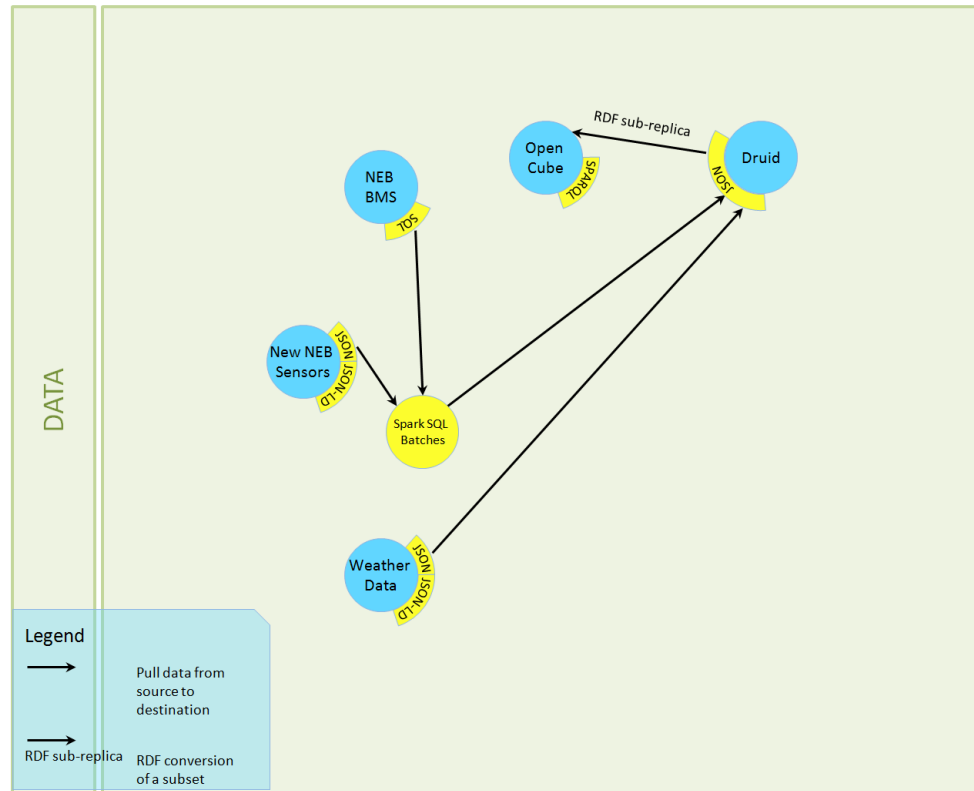 DATA
RDF sub-replica
Open
Cube
SPARQL
Druid
JSON
NEB
BMS
SQL
New NEB
Sensors
JSON
JSON-LD
Spark SQL
Batches
Weather
Data
JSON
JSON-LD
Legend
Pull data from
source to
destination
RDF sub-replica
RDF conversion
of a subset